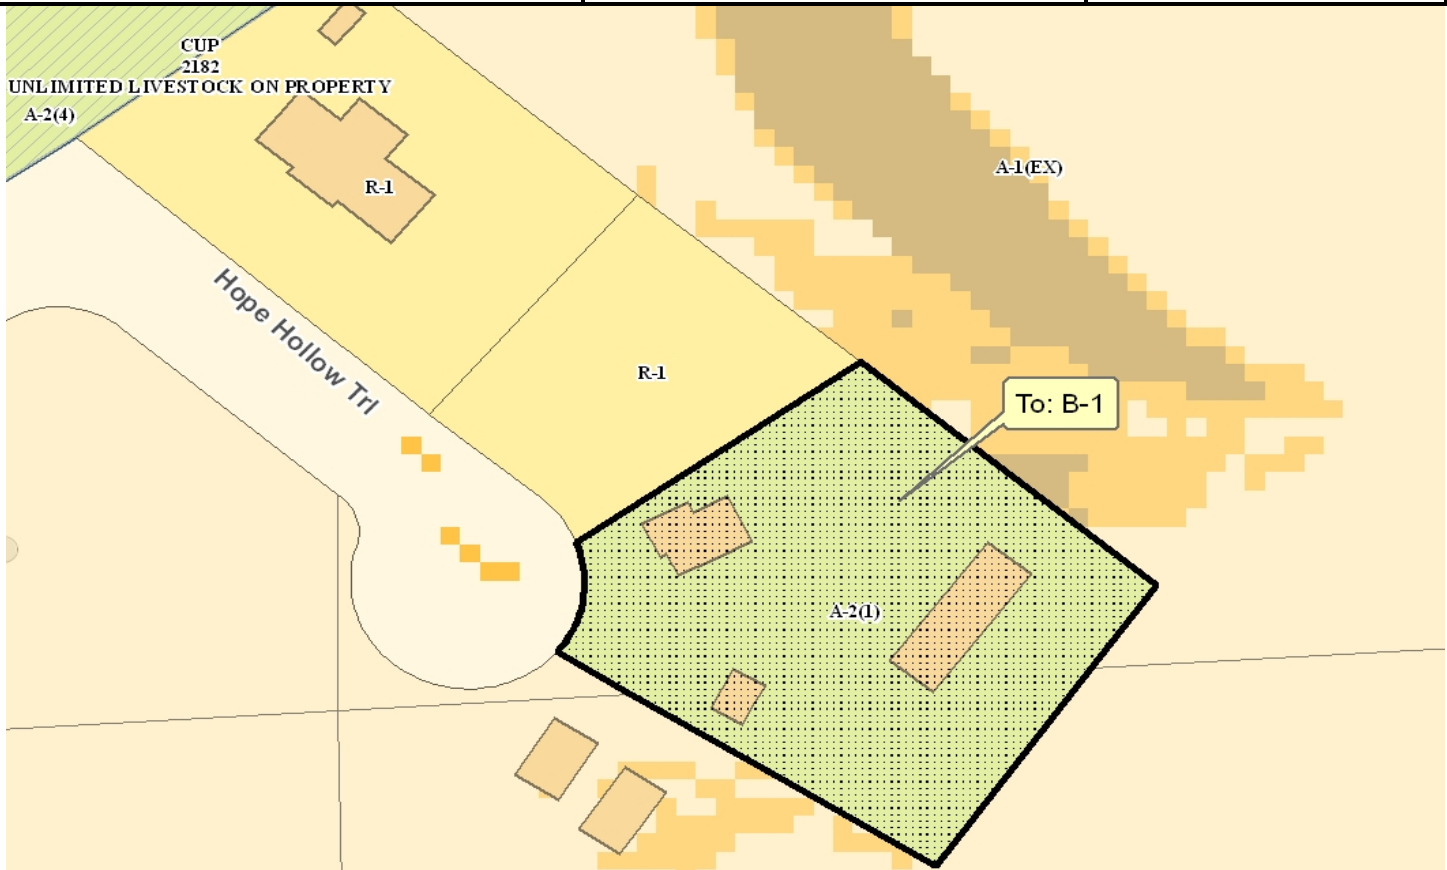 CUP
2182
UNLIMITED LIVESTOCK ON PROPERTY
A-2(4)
A-1(EX)
R-1
Hope Hollow Trl
R-1
To: B-1
A-2(1)